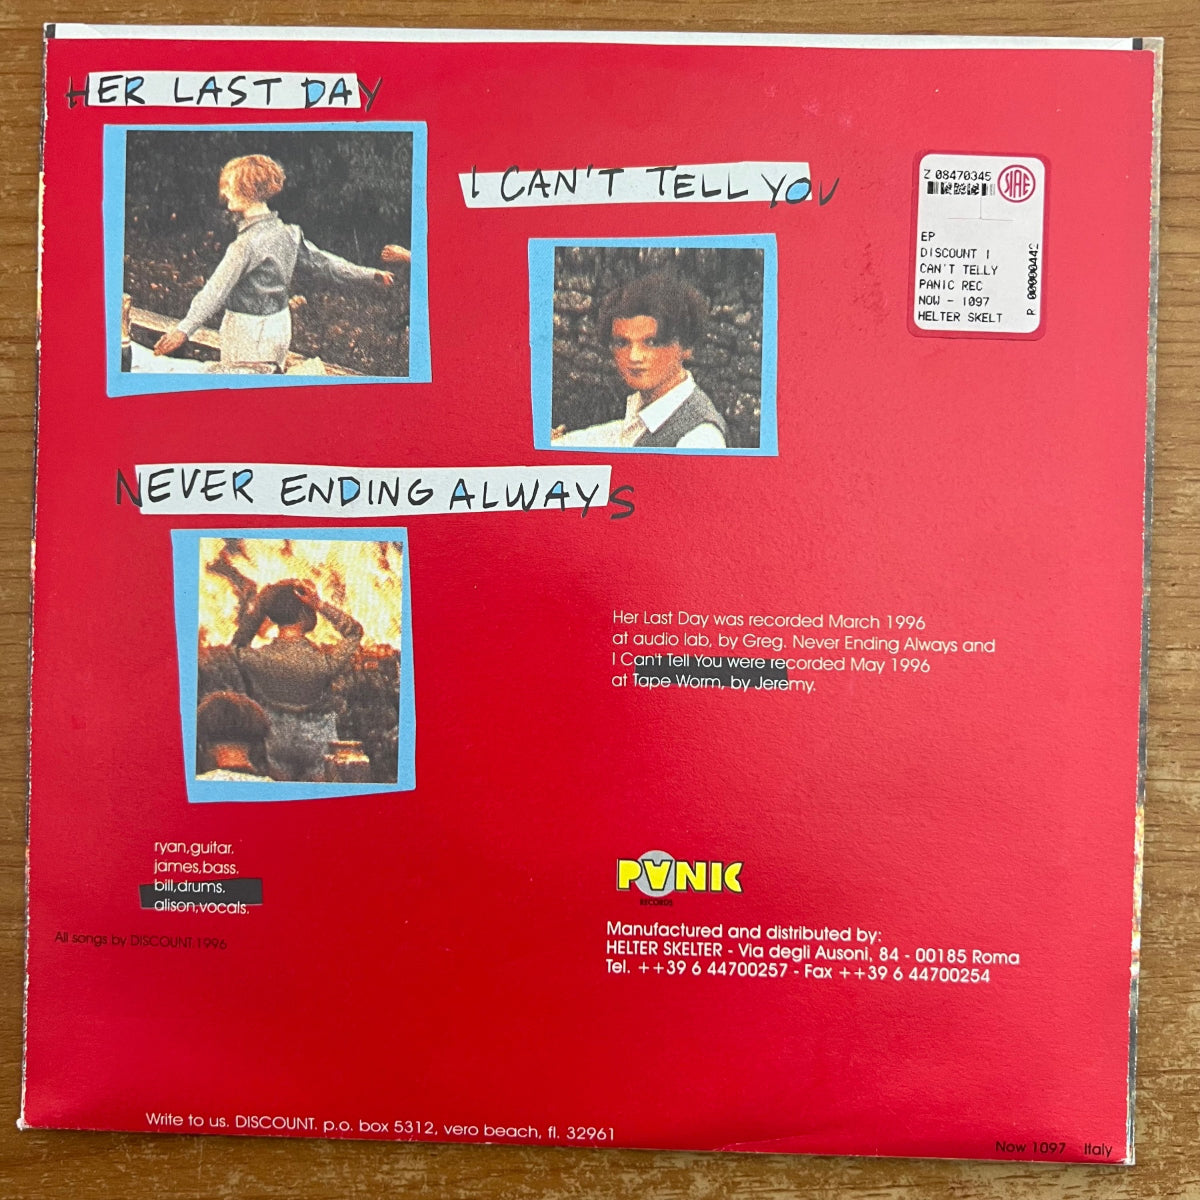 HER LAST DAY
I CAN'T TELL YOU
Z 08470345
SIAE
EP
DISCOUNT I
CAN'T TELLY
PANIC REC
NOW - 1097
HELTER SKELT
R 00000442
NEVER ENDING ALWAYS
Her Last Day was recorded March 1996
at audio lab, by Greg. Never Ending Always and
I Can't Tell You were recorded May 1996
at Tape Worm, by Jeremy.
ryan,guitar.
james,bass.
bill,drums.
alison,vocals.
All songs by DISCOUNT.1996
PANIC
RECORDS
Manufactured and distributed by:
HELTER SKELTER - Via degli Ausoni, 84 - 00185 Roma
Tel. ++39 6 44700257 - Fax ++39 6 44700254
Write to us. DISCOUNT. p.o. box 5312, vero beach, fl. 32961
Now 1097 Italy